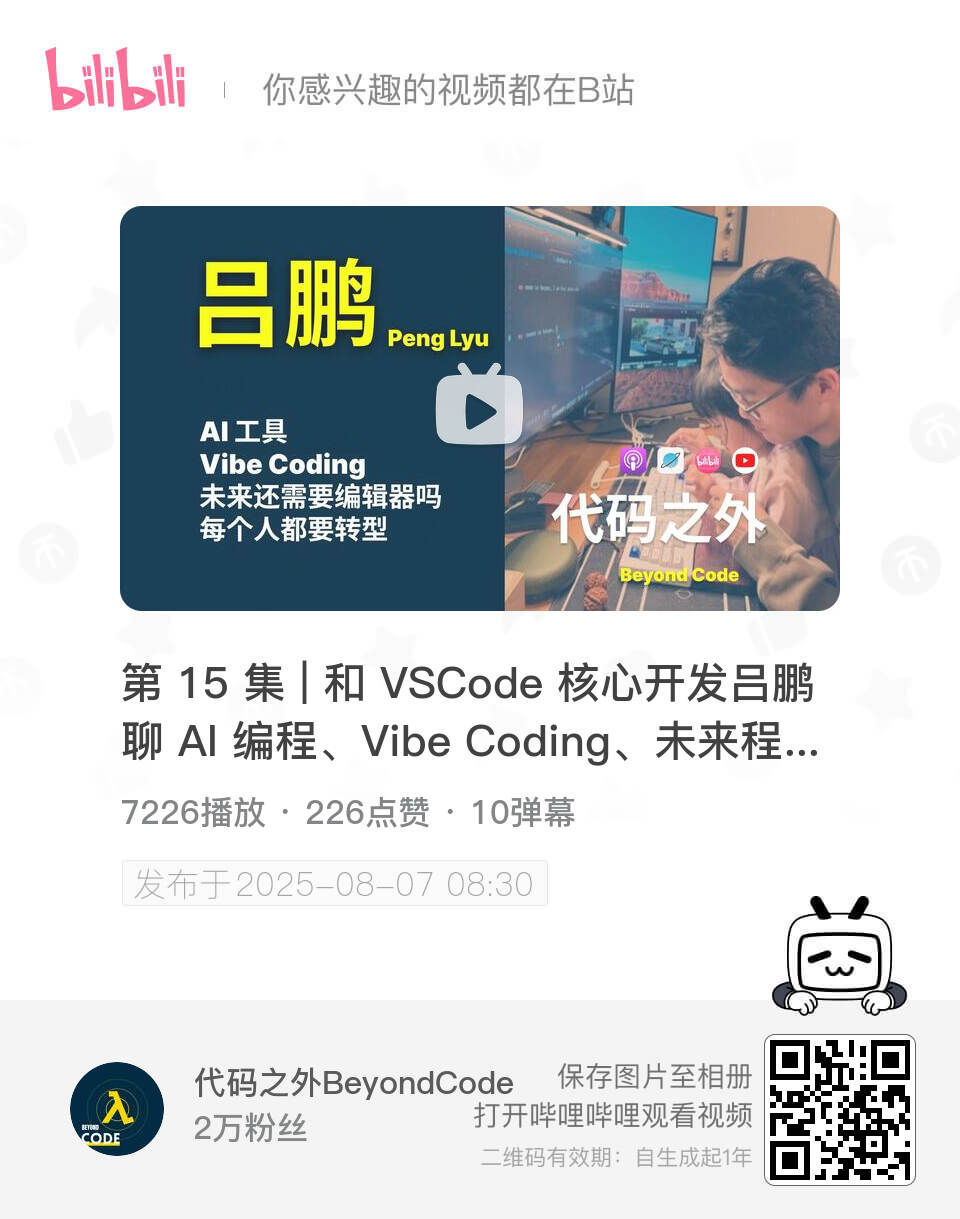 bilibili
你感兴趣的视频都在B站
吕鹏 Peng Lyu
AI 工具
Vibe Coding
未来还需要编辑器吗
每个人都要转型
bilibili
代码之外
Beyond Code
第 15 集 | 和 VSCode 核心开发吕鹏
聊 AI 编程、Vibe Coding、未来程...
7226播放 · 226点赞 · 10弹幕
发布于2025-08-07 08:30
BEYOND
CODE
代码之外BeyondCode
2万粉丝
保存图片至相册
打开哔哩哔哩观看视频
二维码有效期：自生成起1年